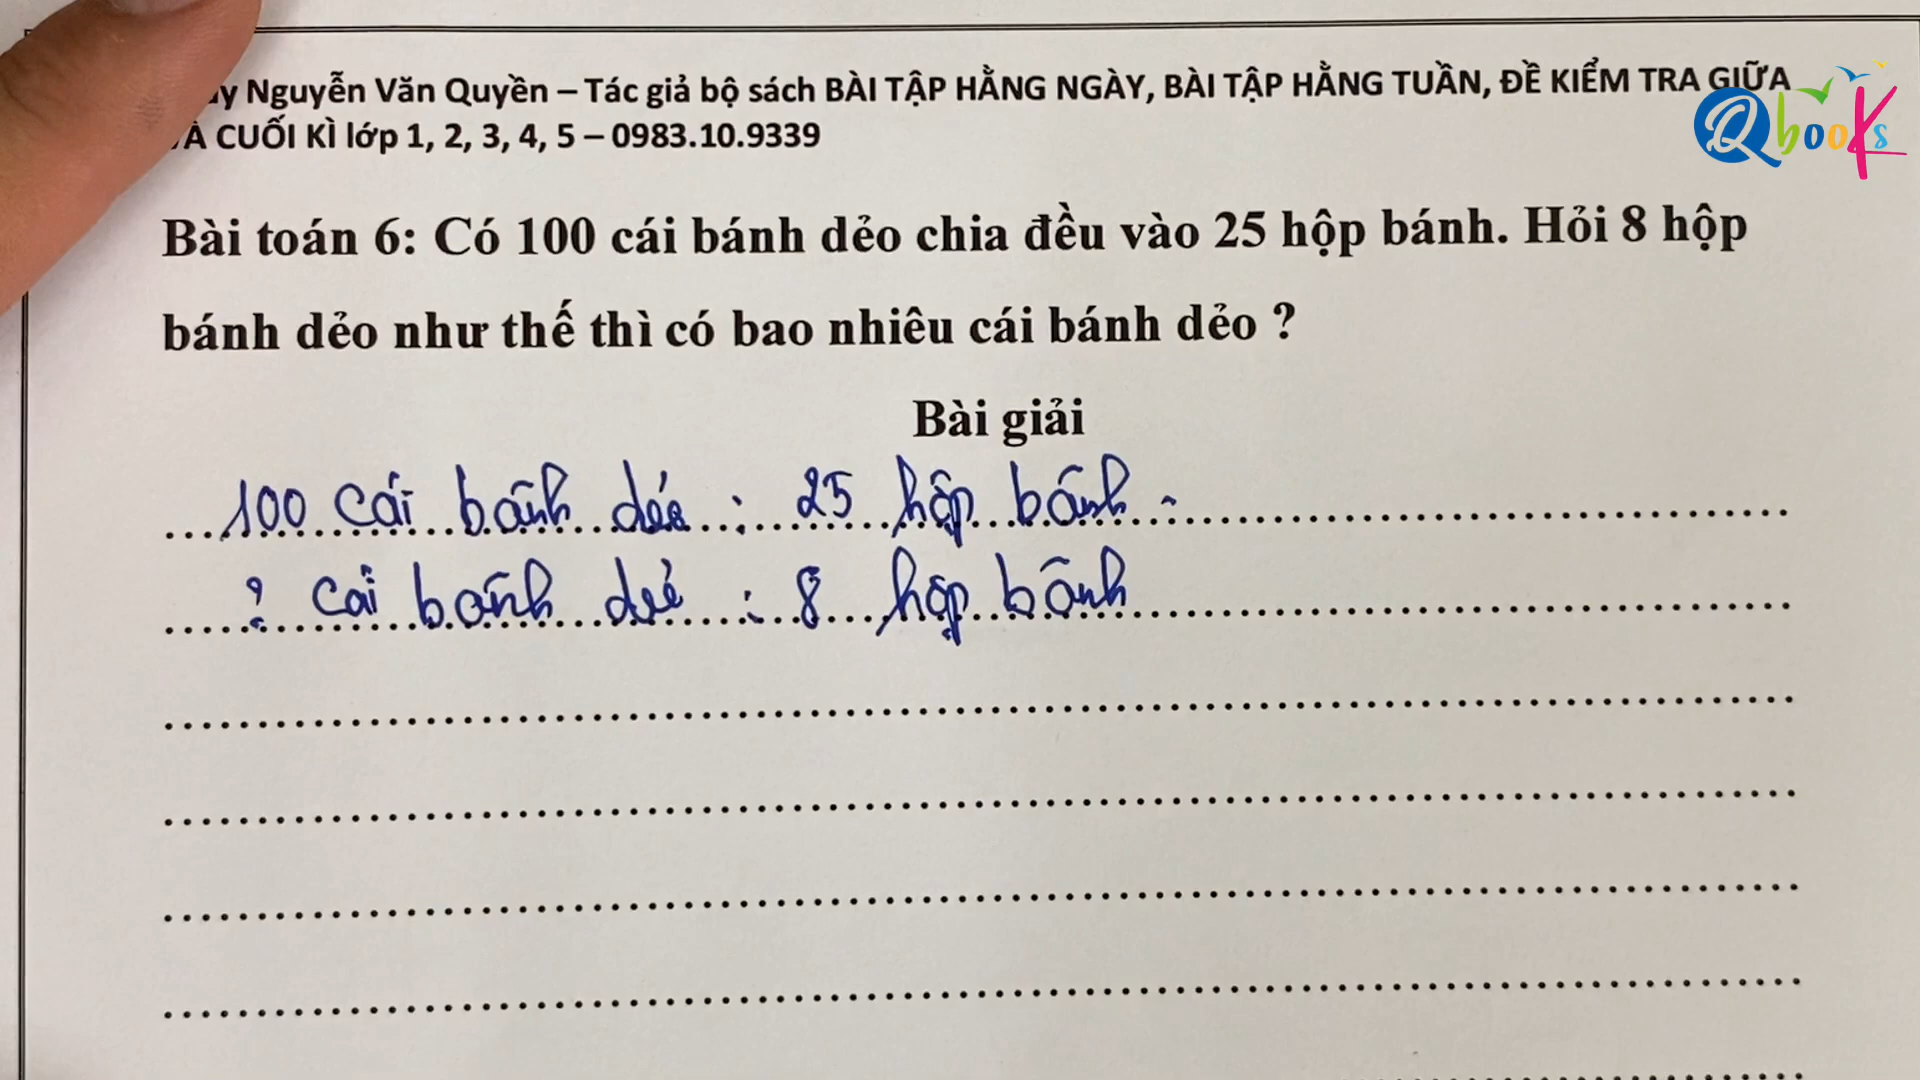 Nguyễn Văn Quyền – Tác giả bộ sách BÀI TẬP HẰNG NGÀY, BÀI TẬP HẰNG TUẦN, ĐỀ KIỂM TRA GIỮA
CUỐI KÌ lớp 1, 2, 3, 4, 5 – 0983.10.9339
Qbooks
Bài toán 6: Có 100 cái bánh dẻo chia đều vào 25 hộp bánh. Hỏi 8 hộp
bánh dẻo như thế thì có bao nhiêu cái bánh dẻo ?
Bài giải
100 cái bánh dẻo : 25 hộp bánh.
? cái bánh dẻo : 8 hộp bánh